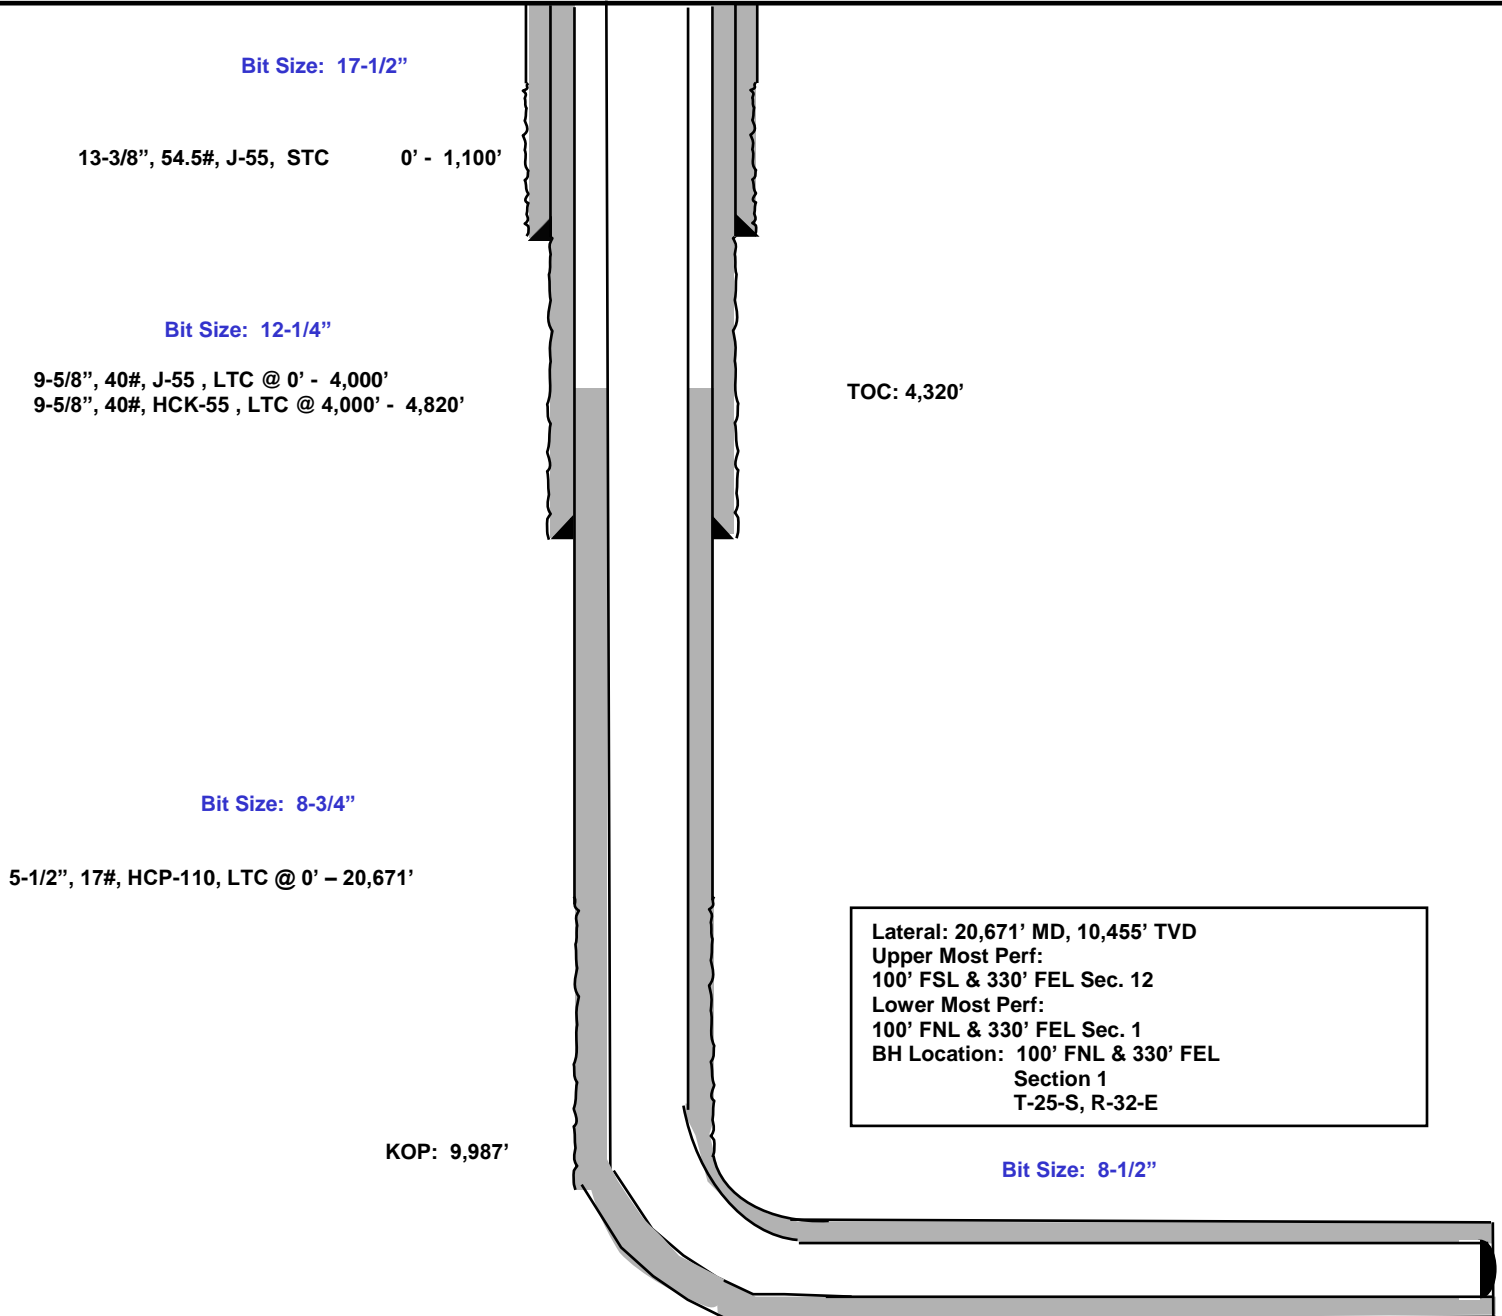 Bit Size: 17-1/2”
13-3/8”, 54.5#, J-55, STC 0’ - 1,100’
Bit Size: 12-1/4”
9-5/8”, 40#, J-55 , LTC @ 0’ - 4,000’
9-5/8”, 40#, HCK-55 , LTC @ 4,000’ - 4,820’
TOC: 4,320’
Bit Size: 8-3/4”
5-1/2”, 17#, HCP-110, LTC @ 0’ – 20,671’
Lateral: 20,671’ MD, 10,455’ TVD
Upper Most Perf:
100’ FSL & 330’ FEL Sec. 12
Lower Most Perf:
100’ FNL & 330’ FEL Sec. 1
BH Location: 100’ FNL & 330’ FEL
Section 1
T-25-S, R-32-E
KOP: 9,987’
Bit Size: 8-1/2”